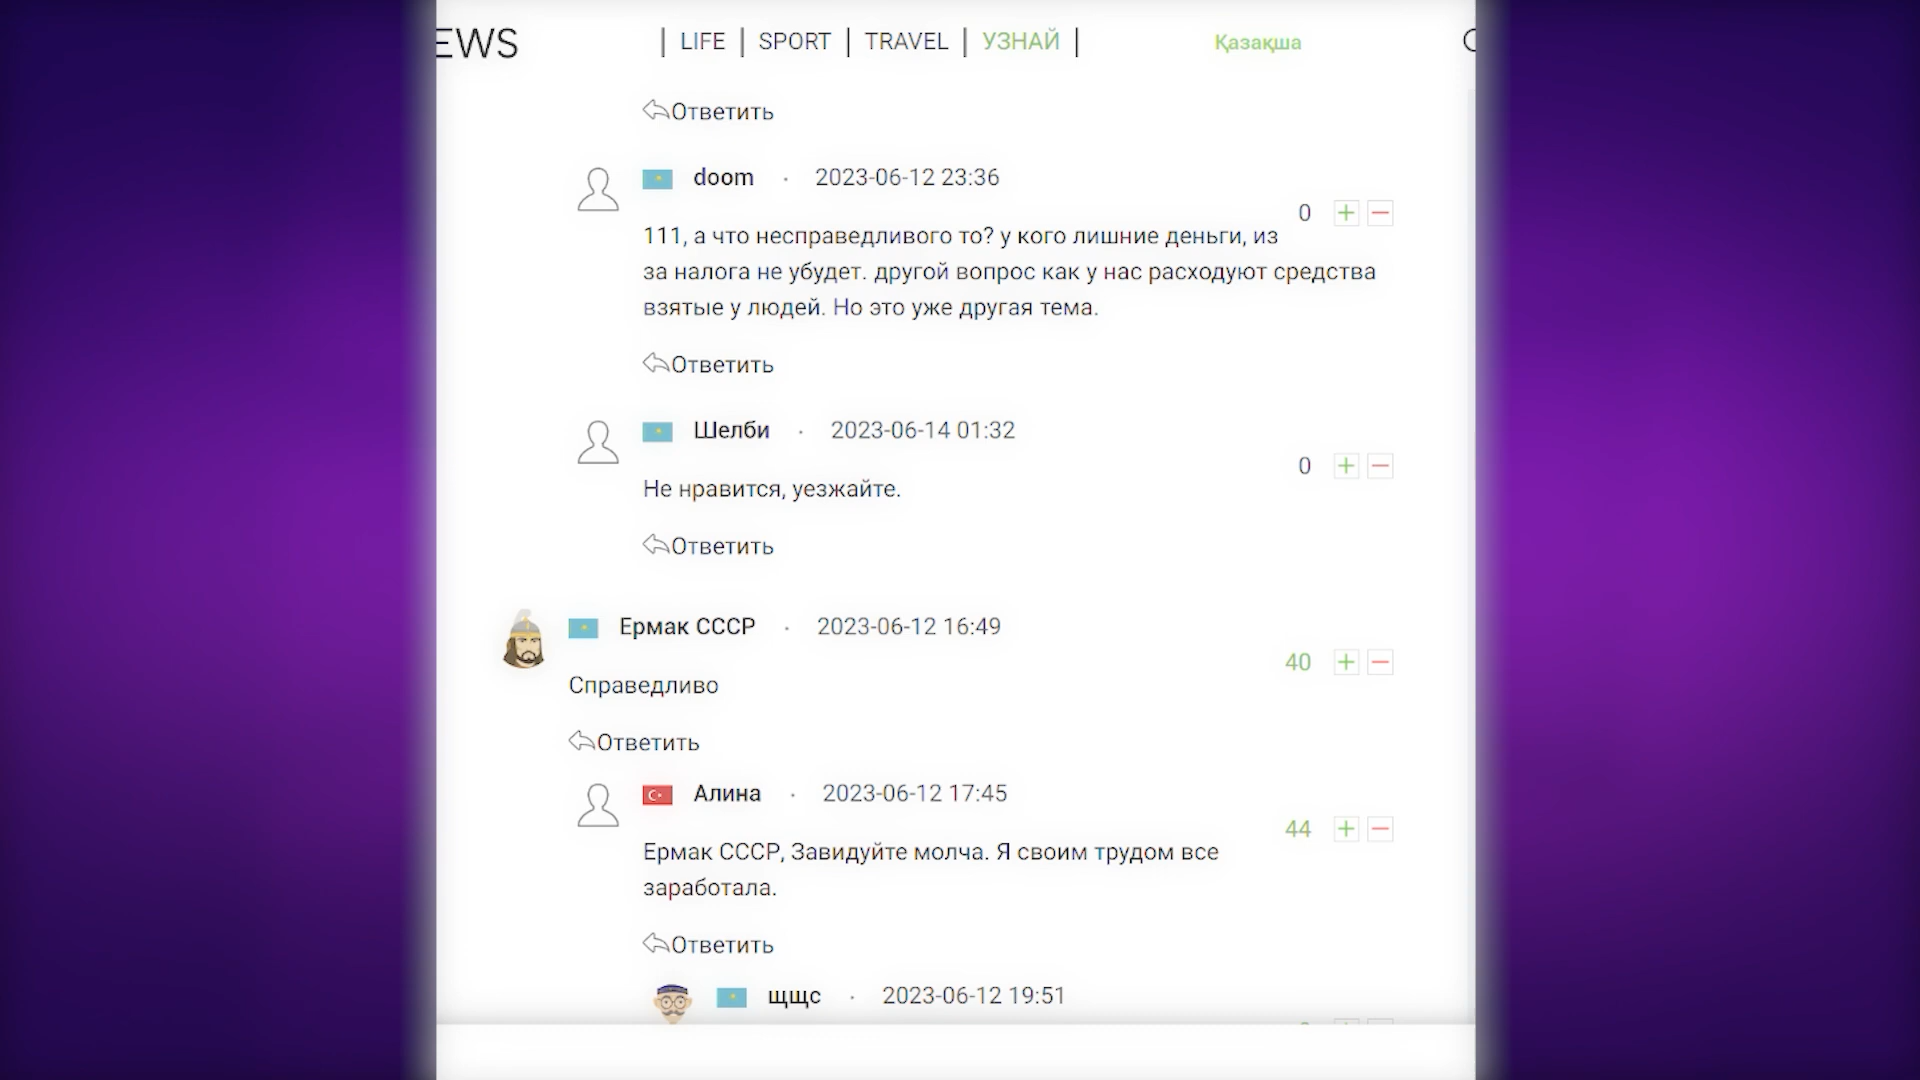 EWS | LIFE | SPORT | TRAVEL | УЗНАЙ | Қазақша
Ответить
doom · 2023-06-12 23:36
0 + −
111, а что несправедливого то? у кого лишние деньги, из
за налога не убудет. другой вопрос как у нас расходуют средства
взятые у людей. Но это уже другая тема.
Ответить
Шелби · 2023-06-14 01:32
0 + −
Не нравится, уезжайте.
Ответить
Ермак СССР · 2023-06-12 16:49
40 + −
Справедливо
Ответить
Алина · 2023-06-12 17:45
44 + −
Ермак СССР, Завидуйте молча. Я своим трудом все
заработала.
Ответить
щщс · 2023-06-12 19:51